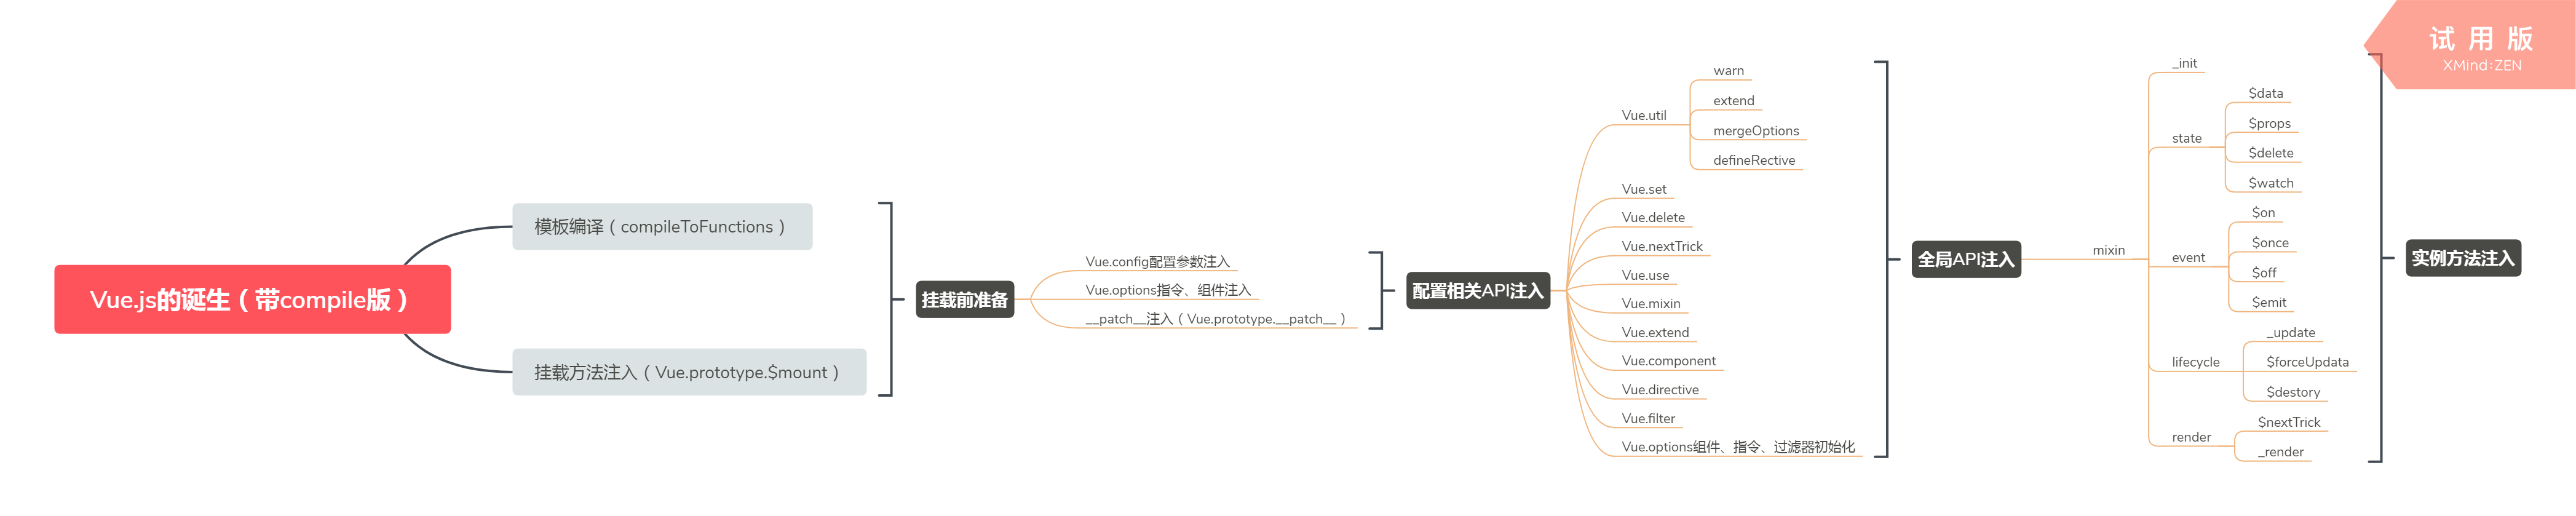 Vue.js的诞生（带compile版）
模板编译（compileToFunctions）
挂载方法注入（Vue.prototype.$mount）
挂载前准备
Vue.config配置参数注入
Vue.options指令、组件注入
__patch__注入（Vue.prototype.__patch__）
配置相关API注入
Vue.util
warn
extend
mergeOptions
defineRective
Vue.set
Vue.delete
Vue.nextTrick
Vue.use
Vue.mixin
Vue.extend
Vue.component
Vue.directive
Vue.filter
Vue.options组件、指令、过滤器初始化
全局API注入
mixin
_init
state
$data
$props
$delete
$watch
event
$on
$once
$off
$emit
lifecycle
_update
$forceUpdata
$destory
render
$nextTrick
_render
实例方法注入
试用版
XMind:ZEN